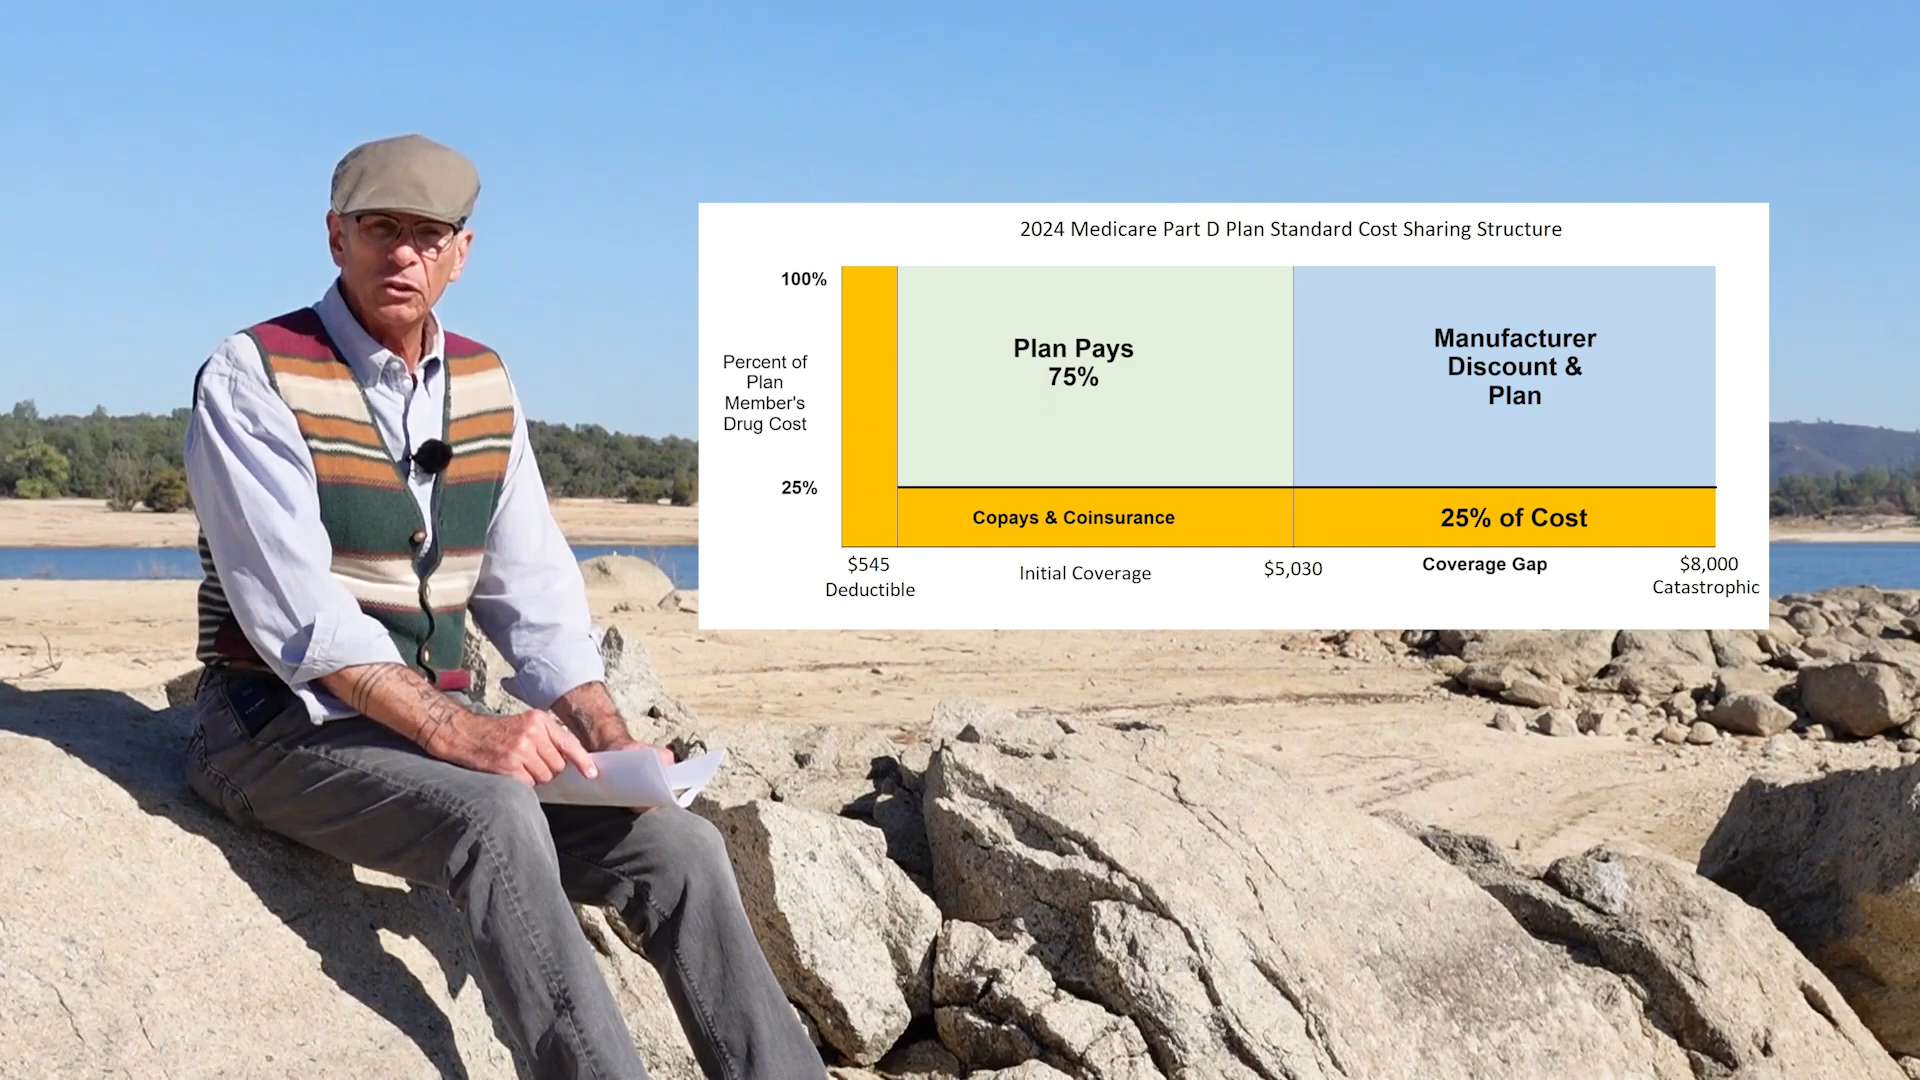 2024 Medicare Part D Plan Standard Cost Sharing Structure
100%
Percent of
Plan
Member's
Drug Cost
25%
Plan Pays
75%
Manufacturer
Discount &
Plan
Copays & Coinsurance
25% of Cost
$545
Deductible
Initial Coverage
$5,030
Coverage Gap
$8,000
Catastrophic